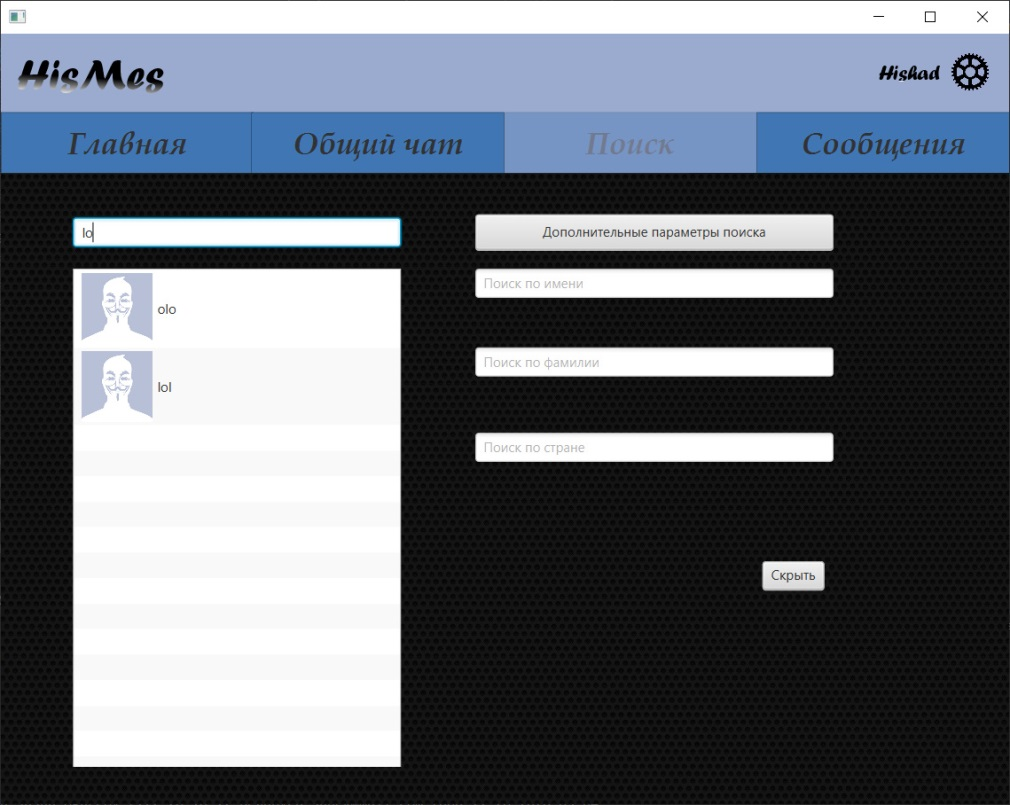 HisMes
Hishad
Главная
Общий чат
Поиск
Сообщения
lo
Дополнительные параметры поиска
olo
lol
Поиск по имени
Поиск по фамилии
Поиск по стране
Скрыть